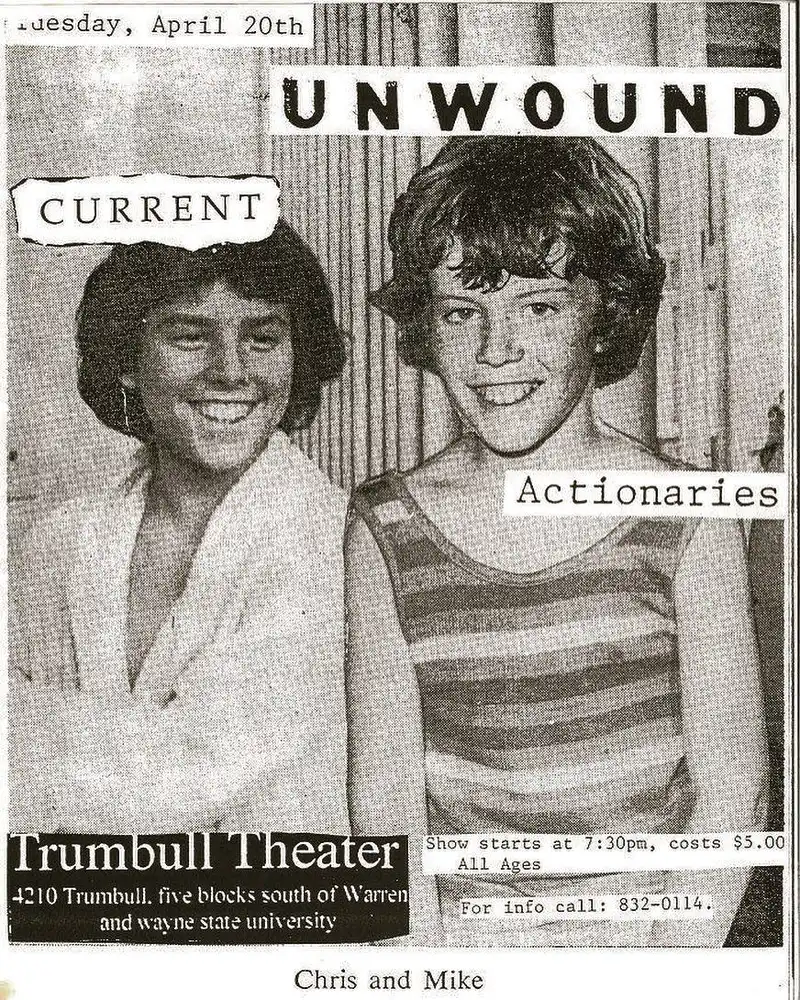 Tuesday, April 20th
UNWOUND
CURRENT
Actionaries
Trumbull Theater
4210 Trumbull. five blocks south of Warren
and wayne state university
Show starts at 7:30pm, costs $5.00
All Ages
For info call: 832-0114.
Chris and Mike